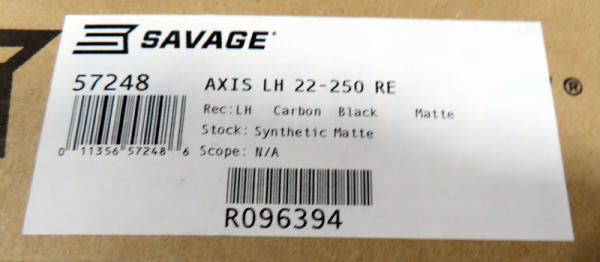 SAVAGE®
57248 AXIS LH 22-250 RE
Rec:LH Carbon Black Matte
Stock: Synthetic Matte
0 11356 57248 6
Scope: N/A
R096394
®